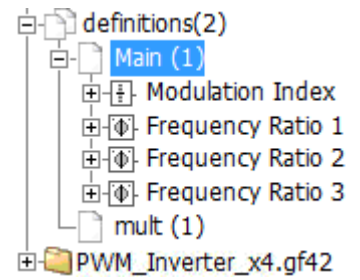 definitions(2)
Main (1)
Modulation Index
Frequency Ratio 1
Frequency Ratio 2
Frequency Ratio 3
mult (1)
PWM_Inverter_x4.gf42